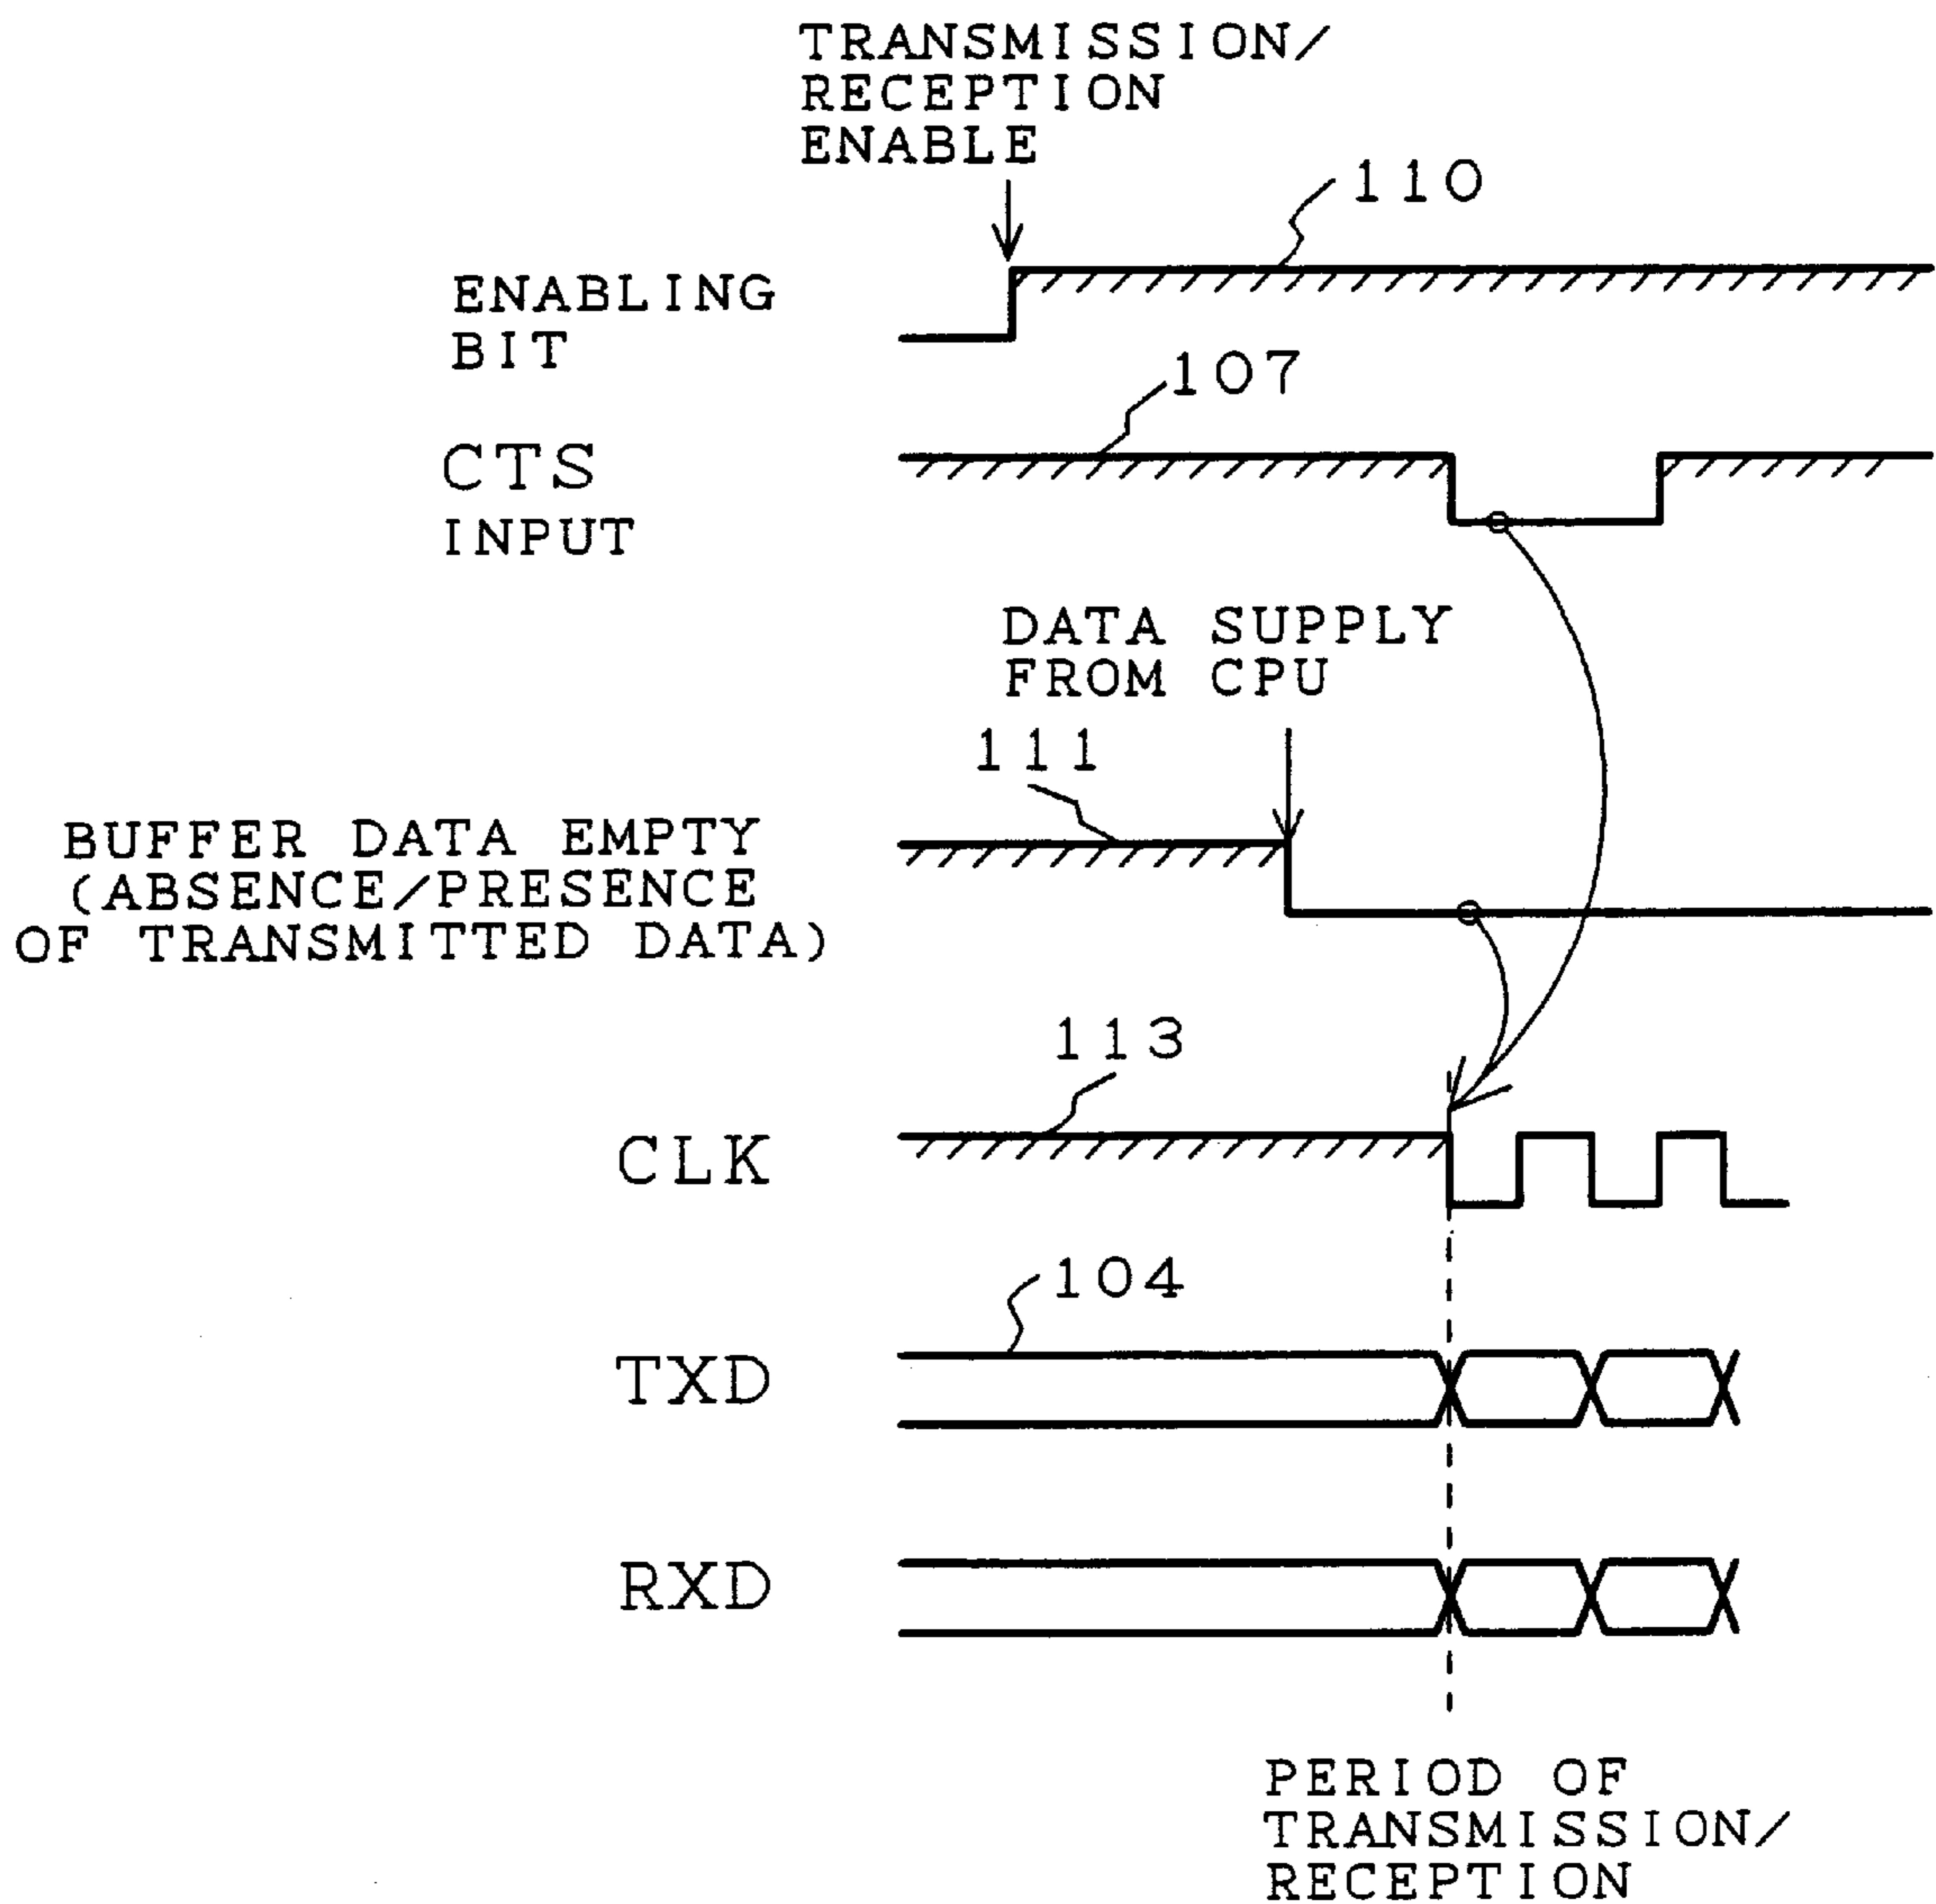 TRANSMISSION/
RECEPTION
ENABLE
110
ENABLING
BIT
107
CTS
INPUT
DATA SUPPLY
FROM CPU
111
BUFFER DATA EMPTY
(ABSENCE/PRESENCE
OF TRANSMITTED DATA)
113
CLK
104
TXD
RXD
PERIOD OF
TRANSMISSION/
RECEPTION